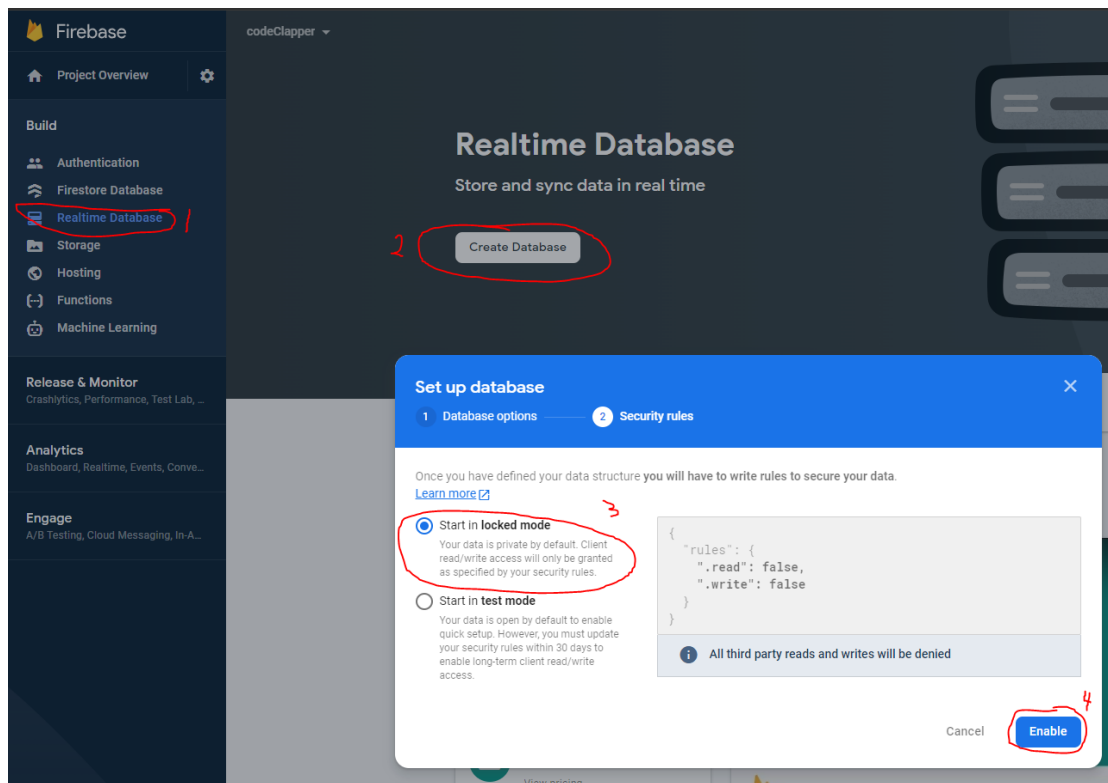 Firebase
codeClapper
Project Overview
Build
Authentication
Firestore Database
Realtime Database
1
Storage
Hosting
Functions
Machine Learning
Release & Monitor
Crashlytics, Performance, Test Lab, ...
Analytics
Dashboard, Realtime, Events, Conve...
Engage
A/B Testing, Cloud Messaging, In-A...
Realtime Database
Store and sync data in real time
2
Create Database
Set up database
1 Database options
2 Security rules
Once you have defined your data structure you will have to write rules to secure your data.
Learn more
3
Start in locked mode
Your data is private by default. Client
read/write access will only be granted
as specified by your security rules.
Start in test mode
Your data is open by default to enable
quick setup. However, you must update
your security rules within 30 days to
enable long-term client read/write
access.
{
"rules": {
".read": false,
".write": false
}
}
All third party reads and writes will be denied
4
Cancel
Enable
View pricing